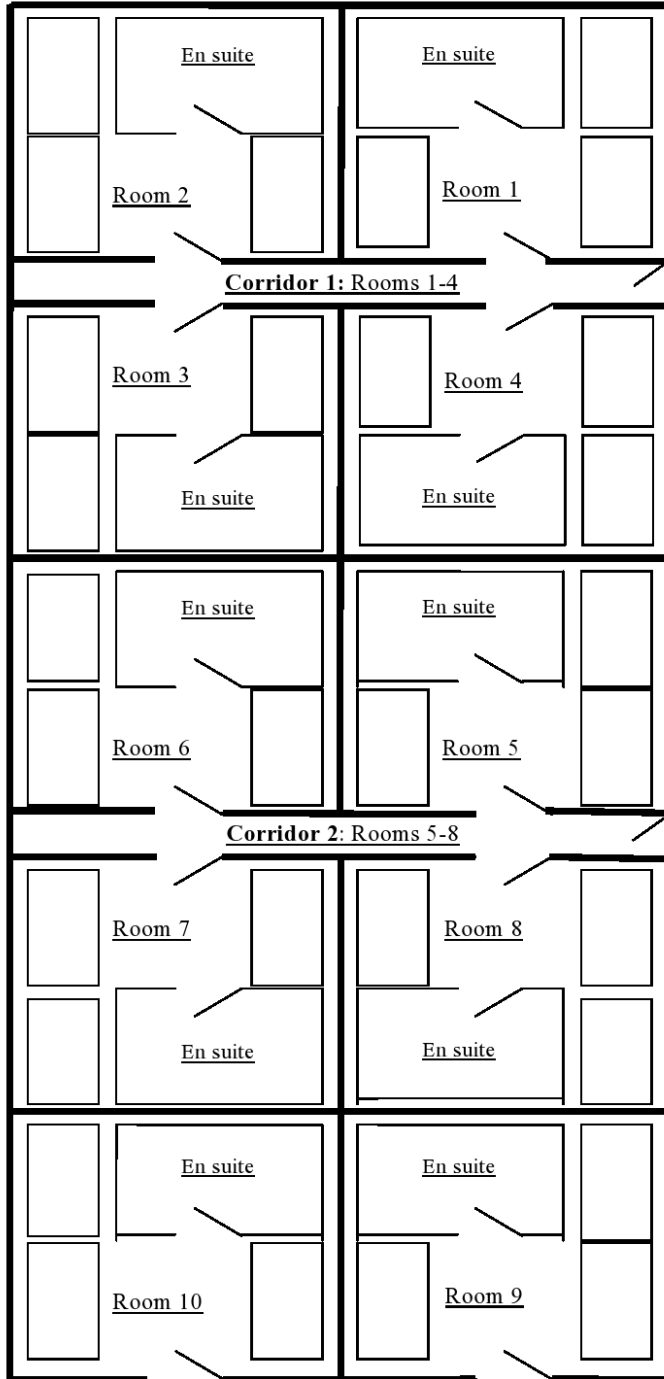 En suite
En suite
Room 2
Room 1
Corridor 1: Rooms 1-4
Room 3
Room 4
En suite
En suite
En suite
En suite
Room 6
Room 5
Corridor 2: Rooms 5-8
Room 7
Room 8
En suite
En suite
En suite
En suite
Room 10
Room 9